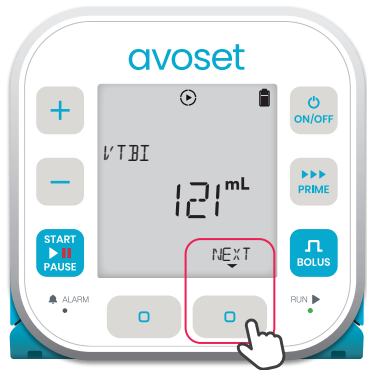 avoset
ON/OFF
VTBI
PRIME
121 mL
START
PAUSE
NEXT
BOLUS
ALARM
RUN